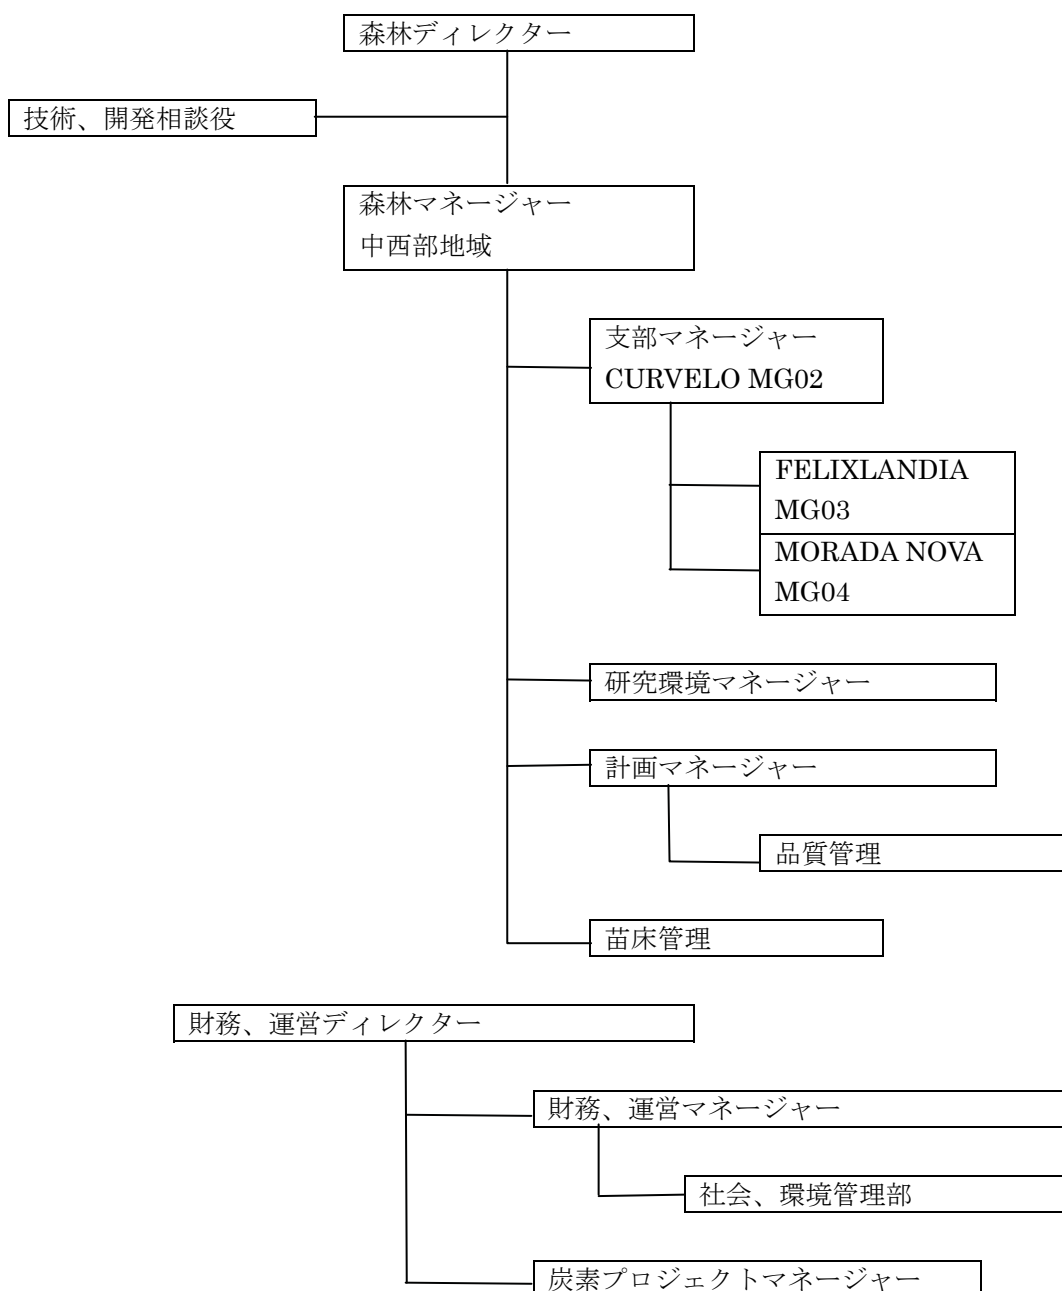 森林ディレクター
技術、開発相談役
森林マネージャー
中西部地域
支部マネージャー
CURVELO MG02
FELIXLANDIA
MG03
MORADA NOVA
MG04
研究環境マネージャー
計画マネージャー
品質管理
苗床管理
財務、運営ディレクター
財務、運営マネージャー
社会、環境管理部
炭素プロジェクトマネージャー